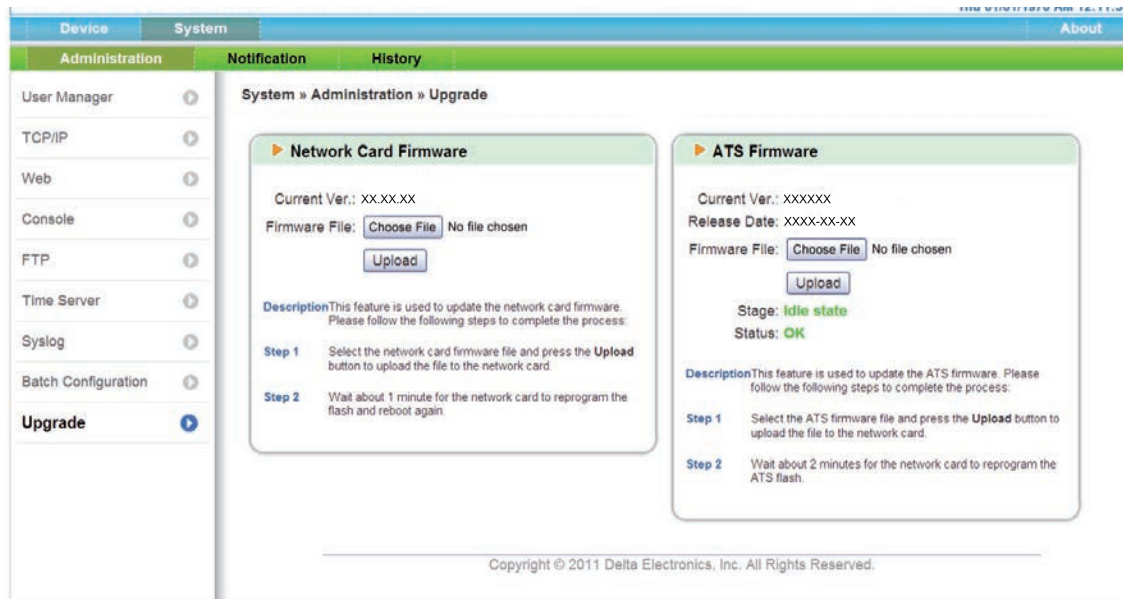 Device
System
About
Administration
Notification
History
User Manager
TCP/IP
Web
Console
FTP
Time Server
Syslog
Batch Configuration
Upgrade
System » Administration » Upgrade
Network Card Firmware
Current Ver.: XX.XX.XX
Firmware File: Choose File No file chosen
Upload
Description This feature is used to update the network card firmware.
Please follow the following steps to complete the process:
Step 1 Select the network card firmware file and press the Upload
button to upload the file to the network card.
Step 2 Wait about 1 minute for the network card to reprogram the
flash and reboot again.
ATS Firmware
Current Ver.: XXXXXX
Release Date: XXXX-XX-XX
Firmware File: Choose File No file chosen
Upload
Stage: Idle state
Status: OK
Description This feature is used to update the ATS firmware. Please
follow the following steps to complete the process:
Step 1 Select the ATS firmware file and press the Upload button to
upload the file to the network card.
Step 2 Wait about 2 minutes for the network card to reprogram the
ATS flash.
Copyright © 2011 Delta Electronics, Inc. All Rights Reserved.